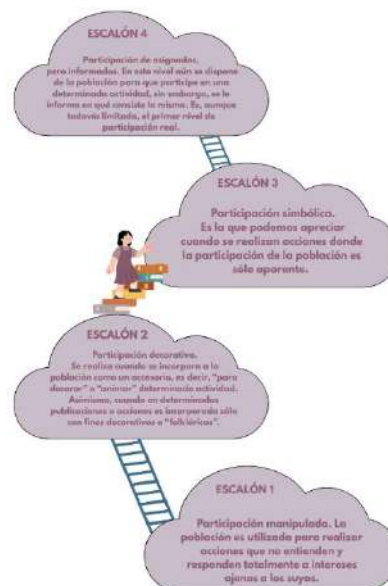 ESCALÓN 4
Participación de asignados,
pero informados. En este nivel aún se dispone
de la población para que participe en una
determinada actividad, sin embargo, se le
informa en qué consiste la misma. Es, aunque
todavía limitada, el primer nivel de
participación real.
ESCALÓN 3
Participación simbólica.
Es la que podemos apreciar
cuando se realizan acciones donde
la participación de la población es
sólo aparente.
ESCALÓN 2
Participación decorativa.
Se realiza cuando se incorpora a la
población como un accesorio, es decir, "para
decorar" o "animar" determinada actividad.
Asimismo, cuando en determinadas
publicaciones o acciones es incorporada sólo
con fines decorativos o "folklóricos".
ESCALÓN 1
Participación manipulada. La
población es utilizada para realizar
acciones que no entienden y
responden totalmente a intereses
ajenos a los suyos.